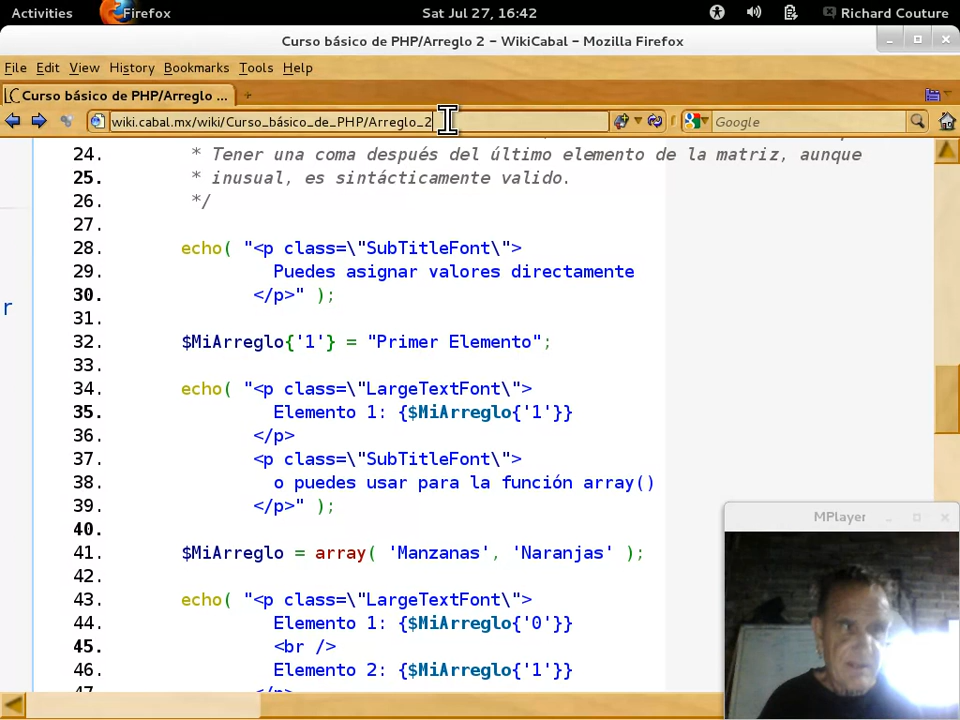 Activities Firefox Sat Jul 27, 16:42 Richard Couture
Curso básico de PHP/Arreglo 2 - WikiCabal - Mozilla Firefox
File Edit View History Bookmarks Tools Help
Curso básico de PHP/Arreglo ...
wiki.cabal.mx/wiki/Curso_básico_de_PHP/Arreglo_2 Google
24. * Tener una coma después del último elemento de la matriz, aunque
25. * inusual, es sintácticamente valido.
26. */
27.
28. echo( "<p class=\"SubTitleFont\">
29. Puedes asignar valores directamente
30. </p>" );
31.
32. $MiArreglo{'1'} = "Primer Elemento";
33.
34. echo( "<p class=\"LargeTextFont\">
35. Elemento 1: {$MiArreglo{'1'}}
36. </p>
37. <p class=\"SubTitleFont\">
38. o puedes usar para la función array()
39. </p>" );
40.
41. $MiArreglo = array( 'Manzanas', 'Naranjas' );
42.
43. echo( "<p class=\"LargeTextFont\">
44. Elemento 1: {$MiArreglo{'0'}}
45. <br />
46. Elemento 2: {$MiArreglo{'1'}}
r
MPlayer